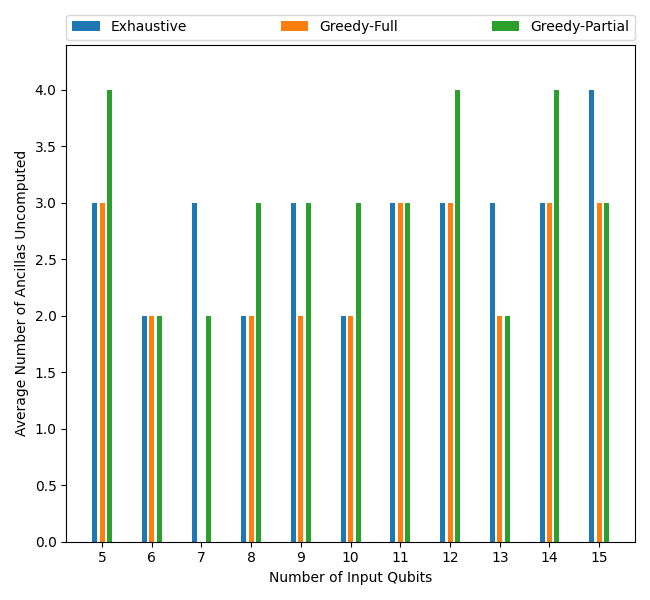 Exhaustive Greedy-Full Greedy-Partial
4.0
3.5
3.0
2.5
2.0
1.5
1.0
0.5
0.0
Average Number of Ancillas Uncomputed
5 6 7 8 9 10 11 12 13 14 15
Number of Input Qubits